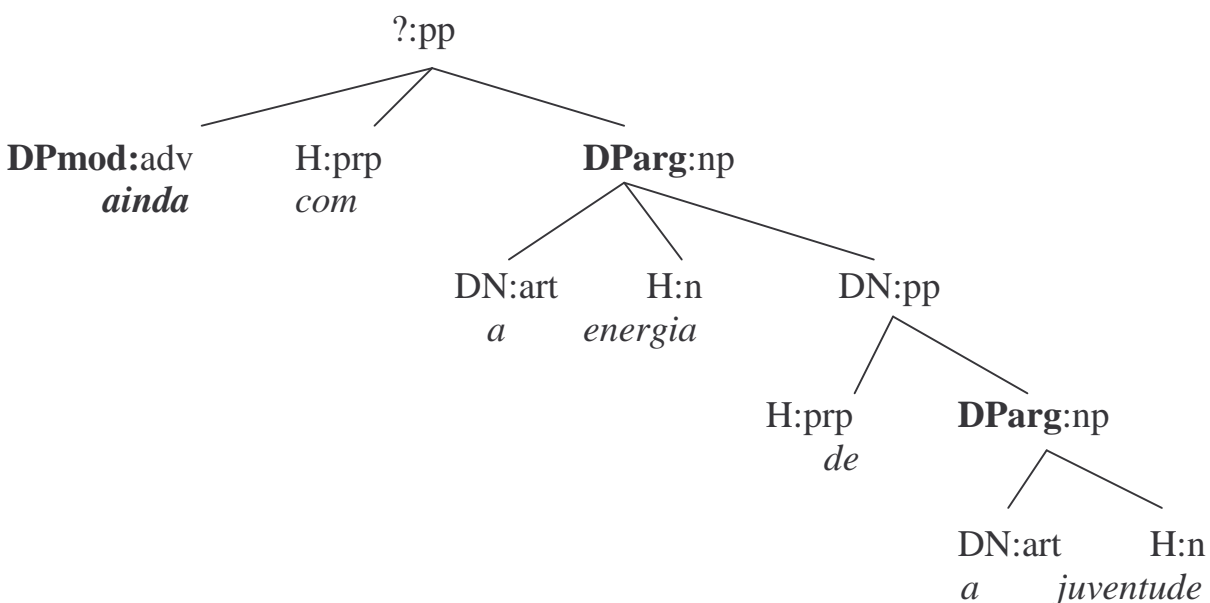 ?:pp
DPmod:adv H:prp DParg:np
ainda com
DN:art H:n DN:pp
a energia
H:prp DParg:np
de
DN:art H:n
a juventude